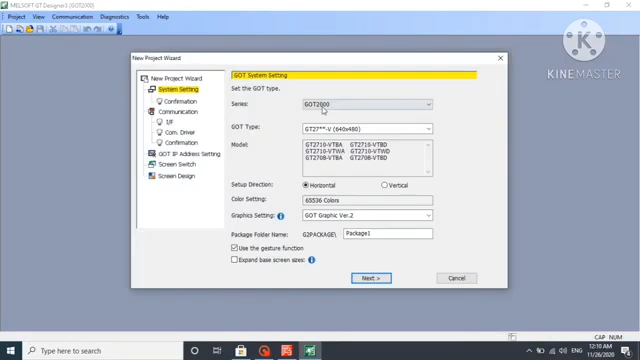 MELSOFT GT Designer3 (GOT2000)
Project View Communication Diagnostics Tools Help
New Project Wizard
New Project Wizard
System Setting
Confirmation
Communication
I/F
Com. Driver
Confirmation
GOT IP Address Setting
Screen Switch
Screen Design
GOT System Setting
Set the GOT type.
Series: GOT2000
GOT Type: GT27**-V (640x480)
Model: GT2710-VTBA GT2710-VTBD
GT2710-VTWA GT2710-VTWD
GT270B-VTBA GT270B-VTBD
Setup Direction: Horizontal Vertical
Color Setting: 65536 Colors
Graphics Setting: GOT Graphic Ver.2
Package Folder Name: G2PACKAGE\ Package1
Use the gesture function
Expand base screen sizes:
Next > Cancel
KINEMASTER
CAP NUM
Type here to search
ENG
12:10 AM
11/26/2020